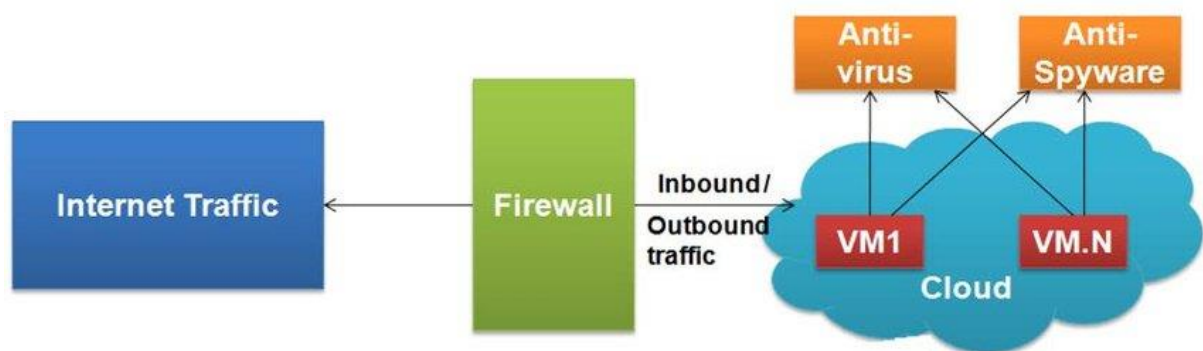 Internet Traffic
Firewall
Inbound/
Outbound
traffic
Anti-
virus
Anti-
Spyware
VM1
VM.N
Cloud